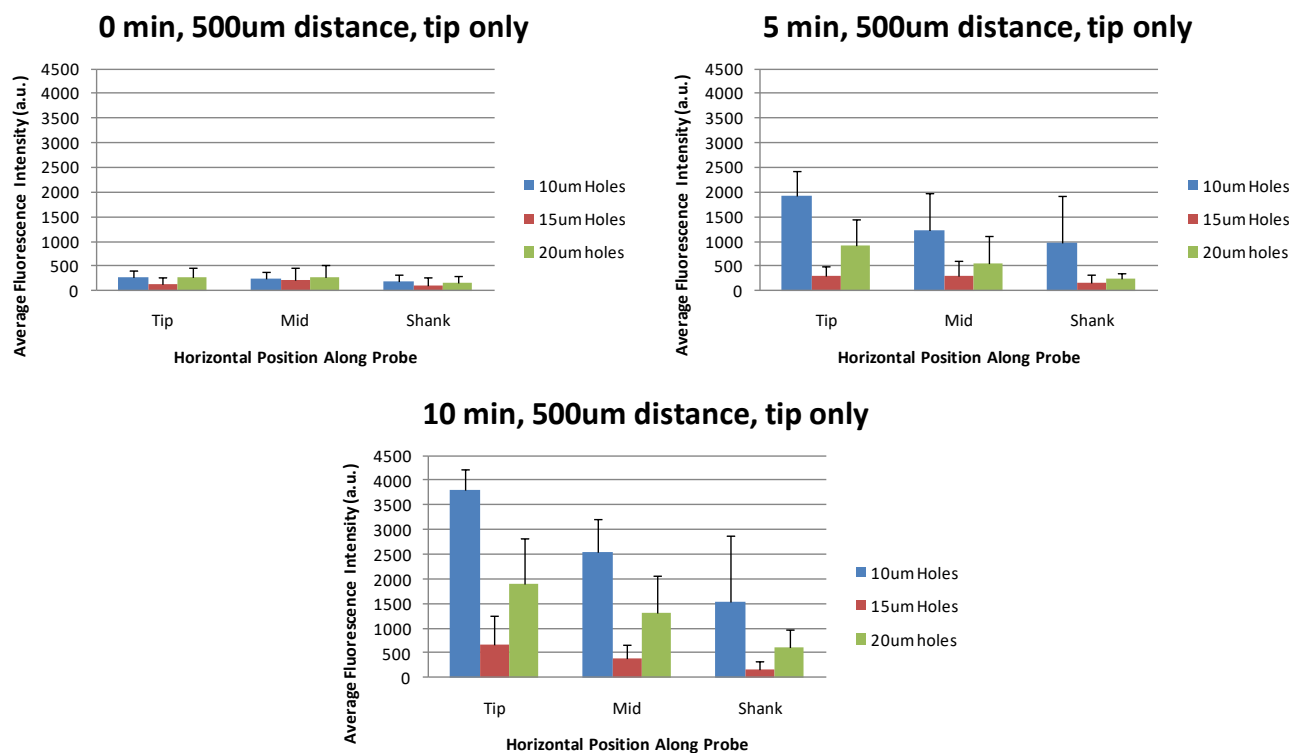 0 min, 500um distance, tip only
Average Fluorescence Intensity (a.u.)
4500
4000
3500
3000
2500
2000
1500
1000
500
0
Tip Mid Shank
Horizontal Position Along Probe
10um Holes
15um Holes
20um holes
5 min, 500um distance, tip only
Average Fluorescence Intensity (a.u.)
4500
4000
3500
3000
2500
2000
1500
1000
500
0
Tip Mid Shank
Horizontal Position Along Probe
10um Holes
15um Holes
20um holes
10 min, 500um distance, tip only
Average Fluorescence Intensity (a.u.)
4500
4000
3500
3000
2500
2000
1500
1000
500
0
Tip Mid Shank
Horizontal Position Along Probe
10um Holes
15um Holes
20um holes